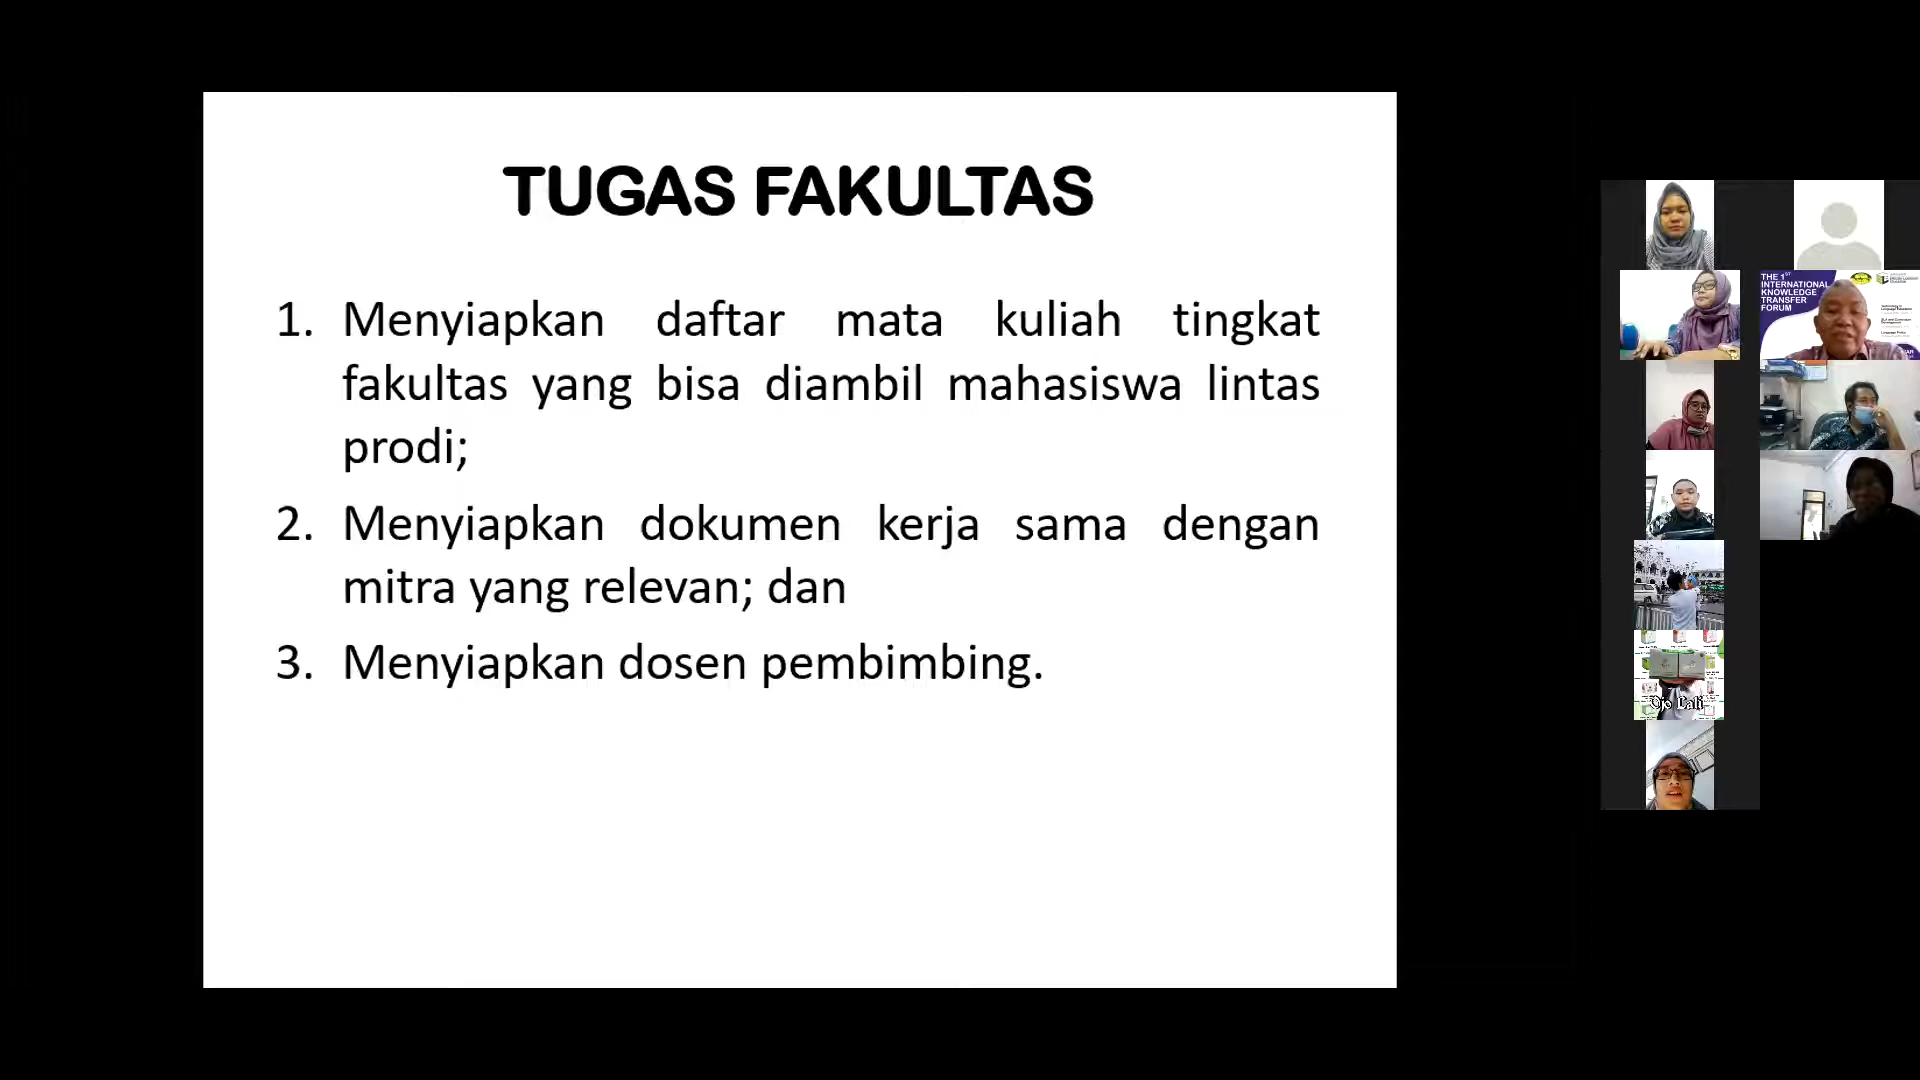 TUGAS FAKULTAS
1. Menyiapkan daftar mata kuliah tingkat
fakultas yang bisa diambil mahasiswa lintas
prodi;
2. Menyiapkan dokumen kerja sama dengan
mitra yang relevan; dan
3. Menyiapkan dosen pembimbing.
THE 1ST
INTERNATIONAL
KNOWLEDGE
TRANSFER
FORUM
Ojo Lali